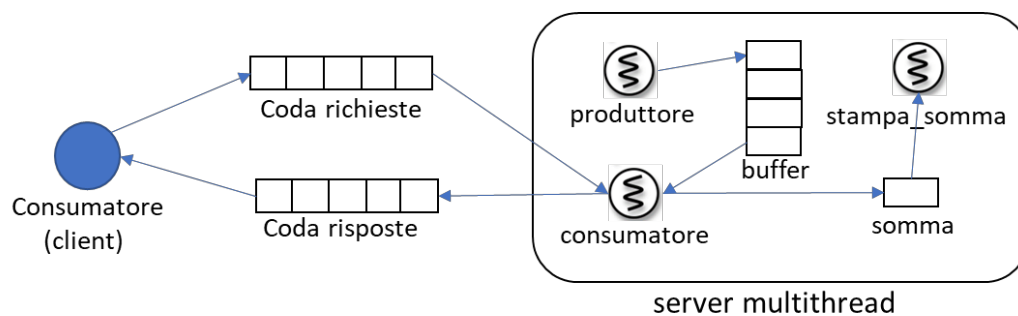 Coda richieste
produttore
stampa_somma
buffer
Consumatore
(client)
Coda risposte
consumatore
somma
server multithread